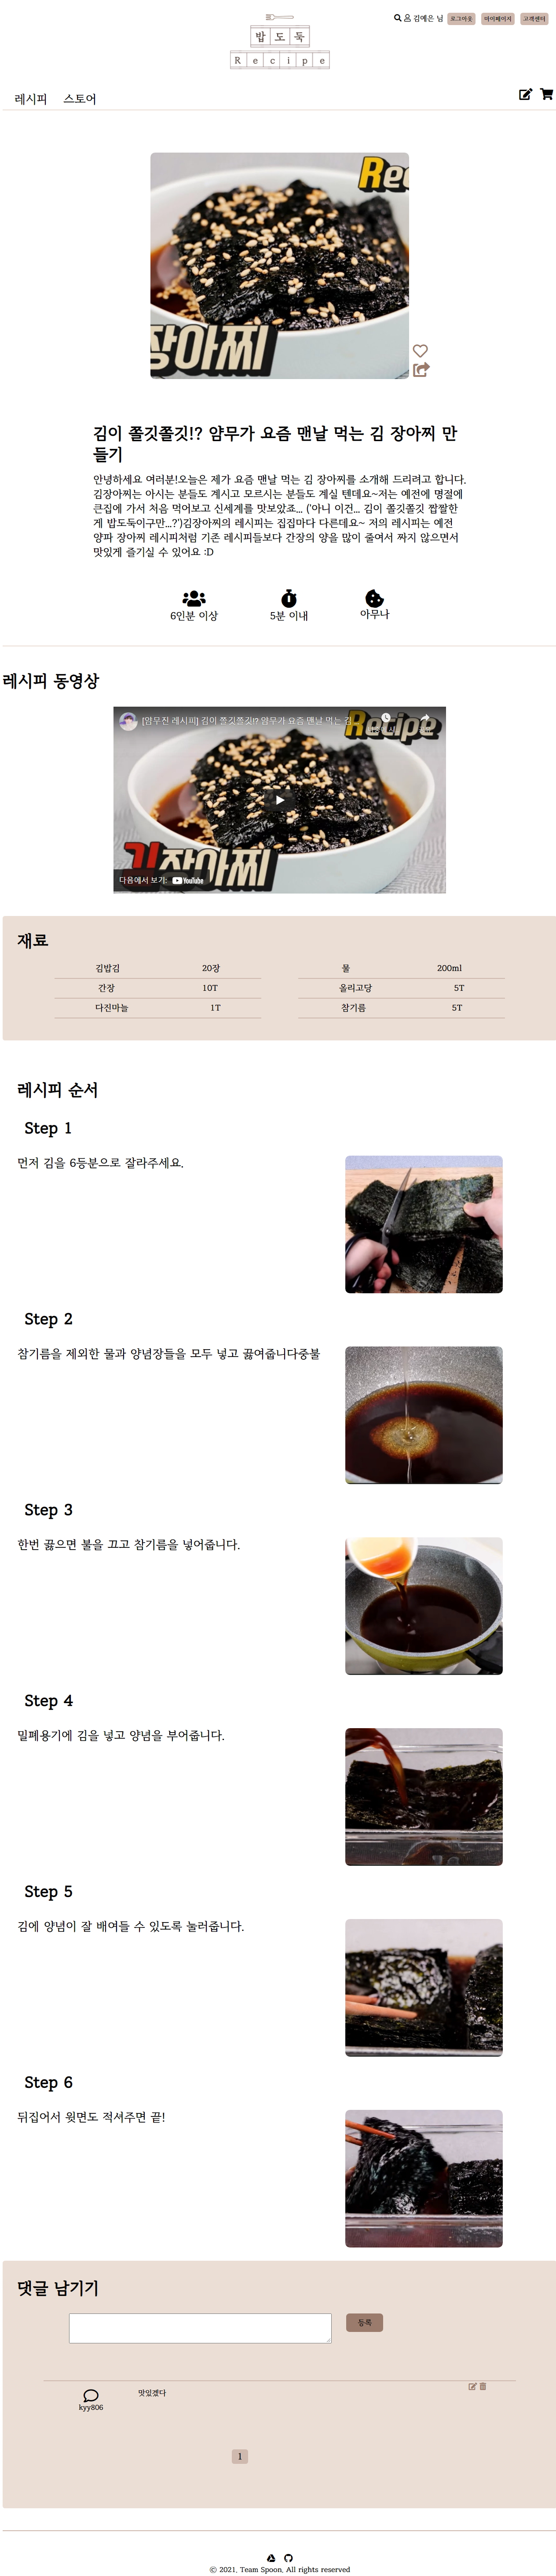 밥도둑
Recipe
김예은 님 로그아웃 마이페이지 고객센터
레시피 스토어
Recipe
장아찌
김이 쫄깃쫄깃!? 얌무가 요즘 맨날 먹는 김 장아찌 만
들기
안녕하세요 여러분!오늘은 제가 요즘 맨날 먹는 김 장아찌를 소개해 드리려고 합니다.
김장아찌는 아시는 분들도 계시고 모르시는 분들도 계실 텐데요~저는 예전에 명절에
큰집에 가서 처음 먹어보고 신세계를 맛보았죠... ('아니 이건... 김이 쫄깃쫄깃 짭짤한
게 밥도둑이구만...?')김장아찌의 레시피는 집집마다 다른데요~ 저의 레시피는 예전
양파 장아찌 레시피처럼 기존 레시피들보다 간장의 양을 많이 줄여서 짜지 않으면서
맛있게 즐기실 수 있어요 :D
6인분 이상 5분 이내 아무나
레시피 동영상
[얌무진 레시피] 김이 쫄깃쫄깃!? 얌무가 요즘 맨날 먹는 김 ...
Recipe
김장아찌
다음에서 보기: YouTube
재료
김밥김 20장 물 200ml
간장 10T 올리고당 5T
다진마늘 1T 참기름 5T
레시피 순서
Step 1
먼저 김을 6등분으로 잘라주세요.
Step 2
참기름을 제외한 물과 양념장들을 모두 넣고 끓여줍니다중불
Step 3
한번 끓으면 불을 끄고 참기름을 넣어줍니다.
Step 4
밀폐용기에 김을 넣고 양념을 부어줍니다.
Step 5
김에 양념이 잘 배여들 수 있도록 눌러줍니다.
Step 6
뒤집어서 윗면도 적셔주면 끝!
댓글 남기기
등록
맛있겠다
kyy806
1
© 2021, Team Spoon, All rights reserved